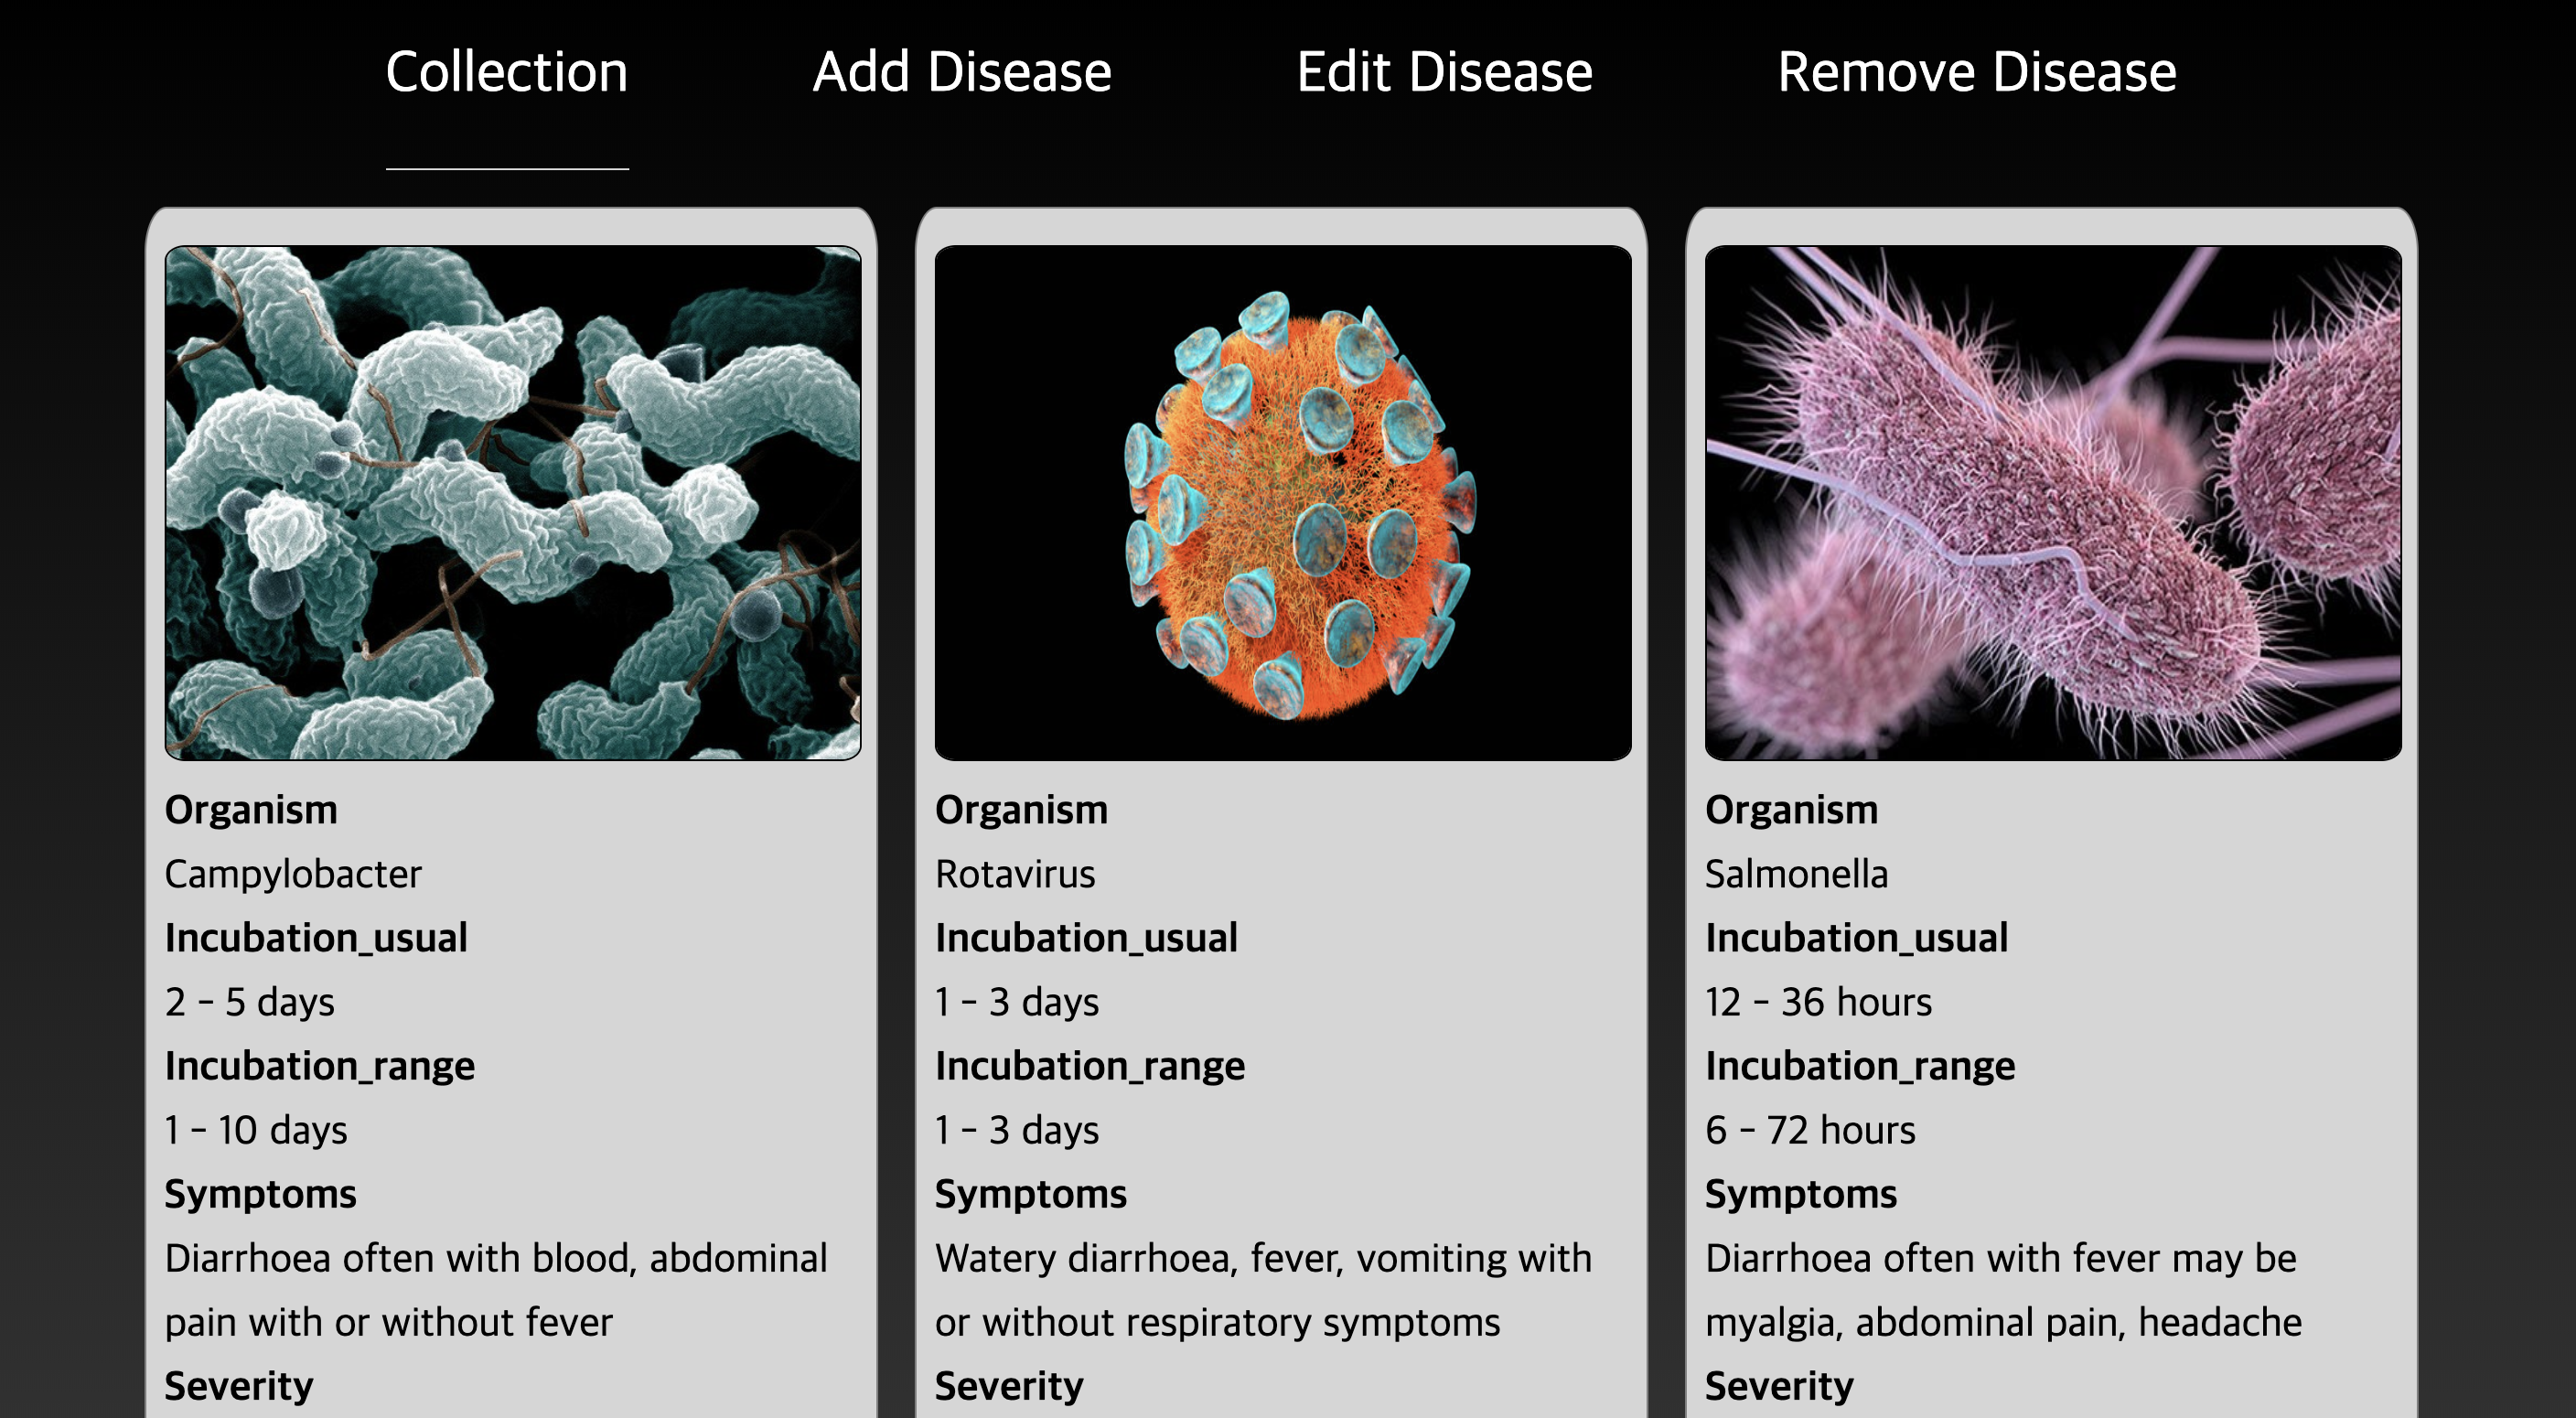 Collection
Add Disease
Edit Disease
Remove Disease
Organism
Campylobacter
Incubation_usual
2 - 5 days
Incubation_range
1 - 10 days
Symptoms
Diarrhoea often with blood, abdominal
pain with or without fever
Severity
Organism
Rotavirus
Incubation_usual
1 - 3 days
Incubation_range
1 - 3 days
Symptoms
Watery diarrhoea, fever, vomiting with
or without respiratory symptoms
Severity
Organism
Salmonella
Incubation_usual
12 - 36 hours
Incubation_range
6 - 72 hours
Symptoms
Diarrhoea often with fever may be
myalgia, abdominal pain, headache
Severity